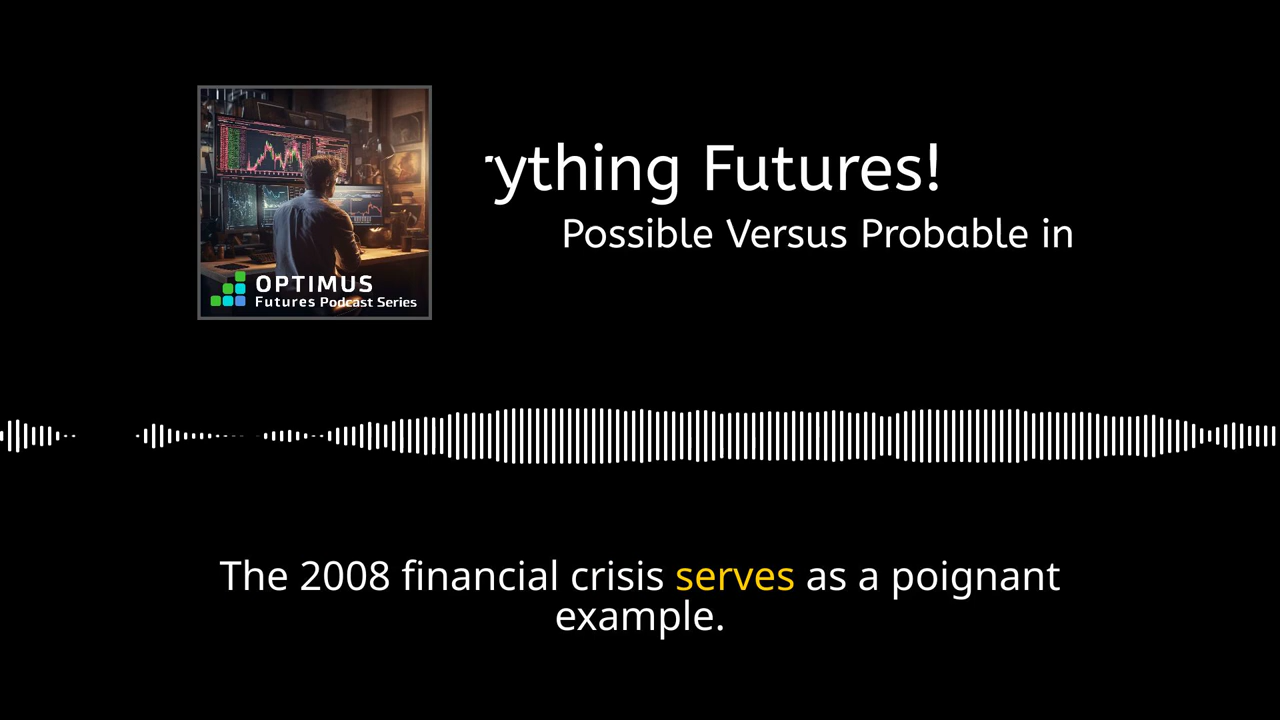 ything Futures!
Possible Versus Probable in
OPTIMUS
Futures Podcast Series
The 2008 financial crisis serves as a poignant
example.